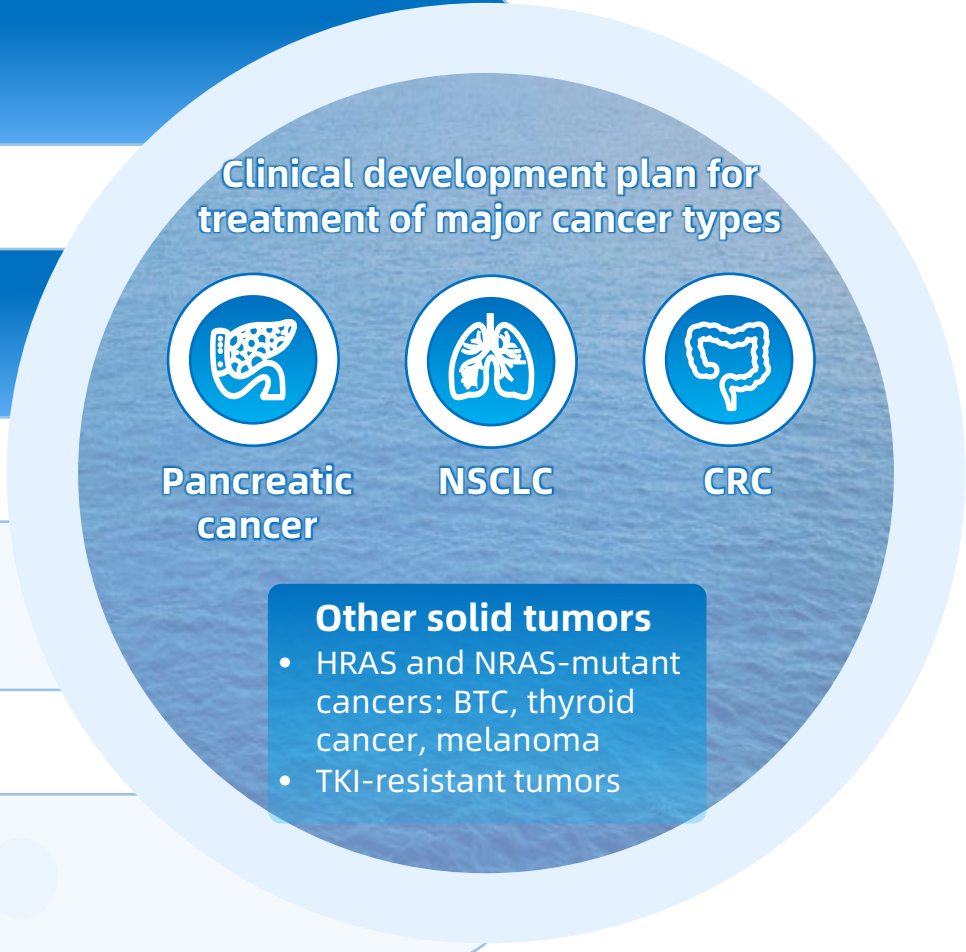 Clinical development plan for
treatment of major cancer types
Pancreatic
cancer
NSCLC
CRC
Other solid tumors
• HRAS and NRAS-mutant
cancers: BTC, thyroid
cancer, melanoma
• TKI-resistant tumors